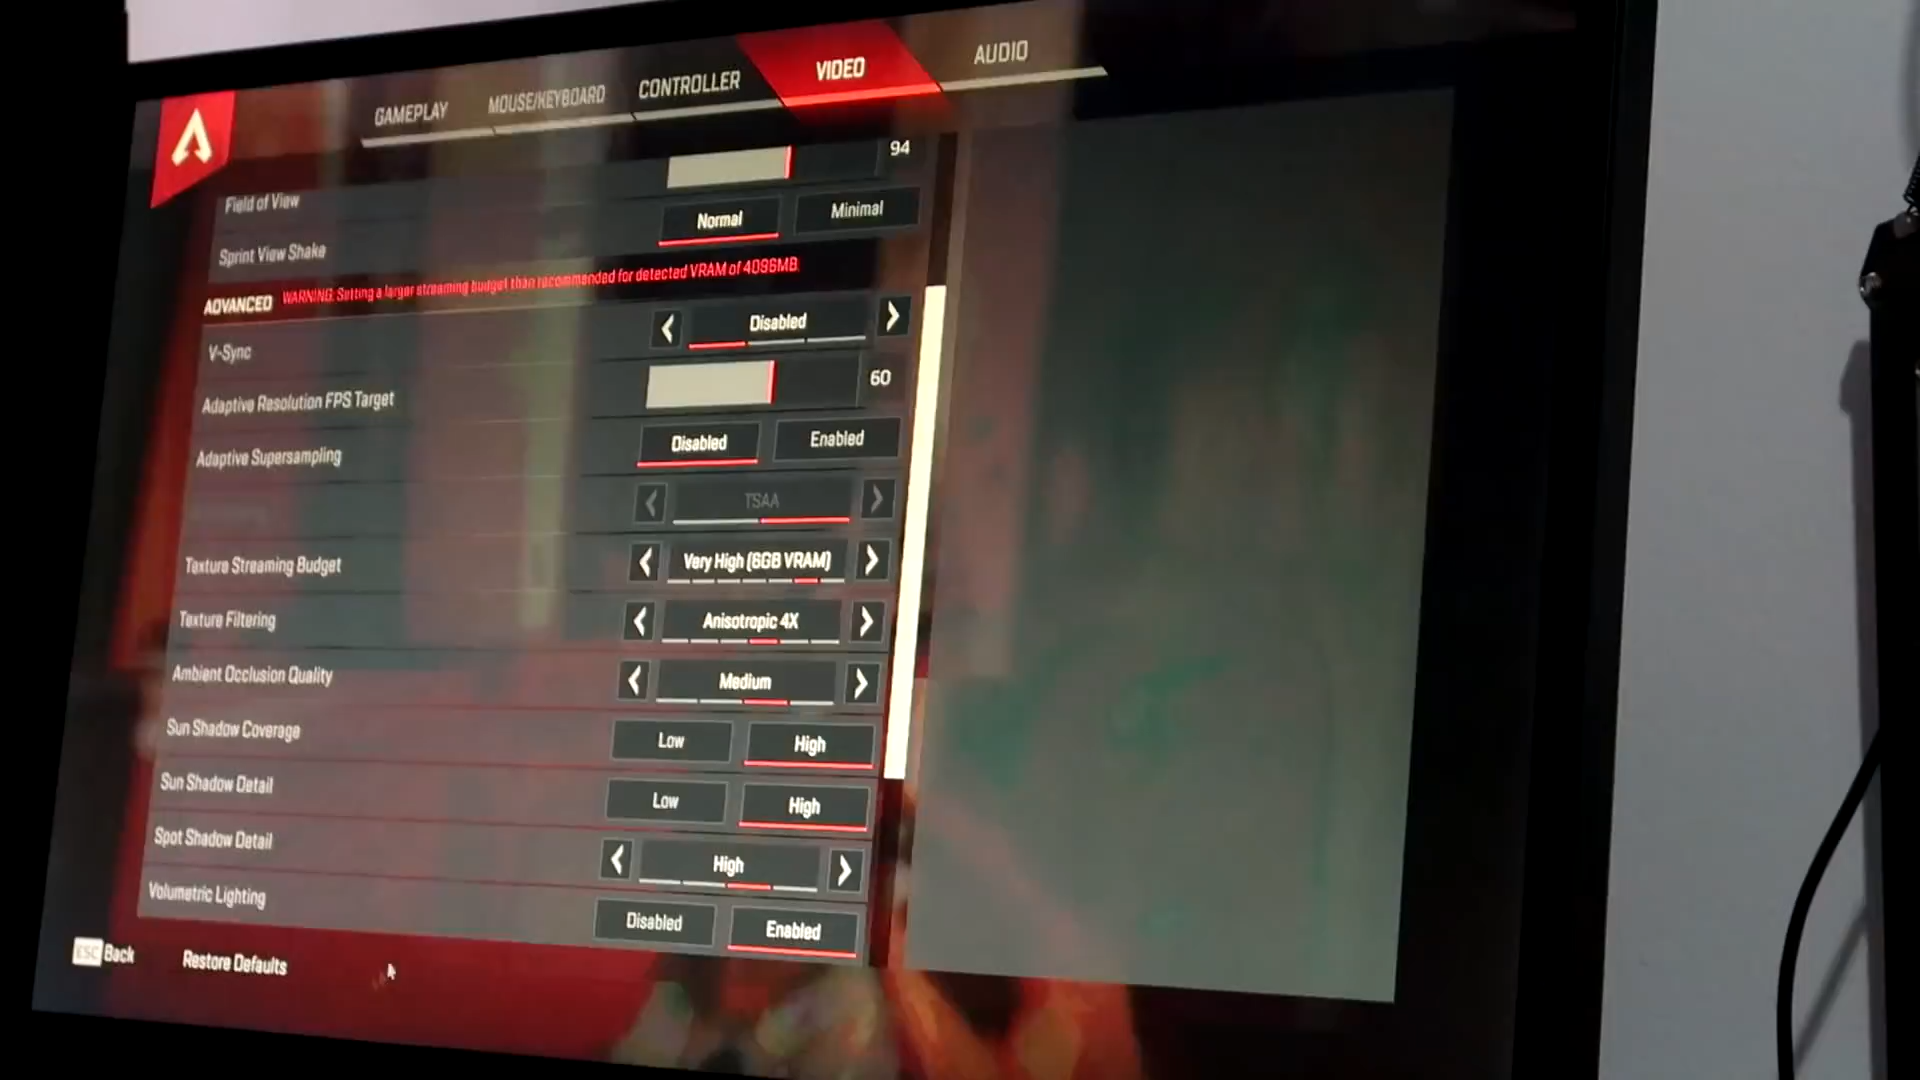 GAMEPLAY
MOUSE/KEYBOARD
CONTROLLER
VIDEO
AUDIO
Field of View
94
Sprint View Shake
Normal
Minimal
ADVANCED
WARNING: Setting a larger streaming budget than recommended for detected VRAM of 4096MB.
V-Sync
Disabled
Adaptive Resolution FPS Target
60
Adaptive Supersampling
Disabled
Enabled
TSAA
Texture Streaming Budget
Very High (6GB VRAM)
Texture Filtering
Anisotropic 4X
Ambient Occlusion Quality
Medium
Sun Shadow Coverage
Low
High
Sun Shadow Detail
Low
High
Spot Shadow Detail
High
Volumetric Lighting
Disabled
Enabled
ESC Back
Restore Defaults